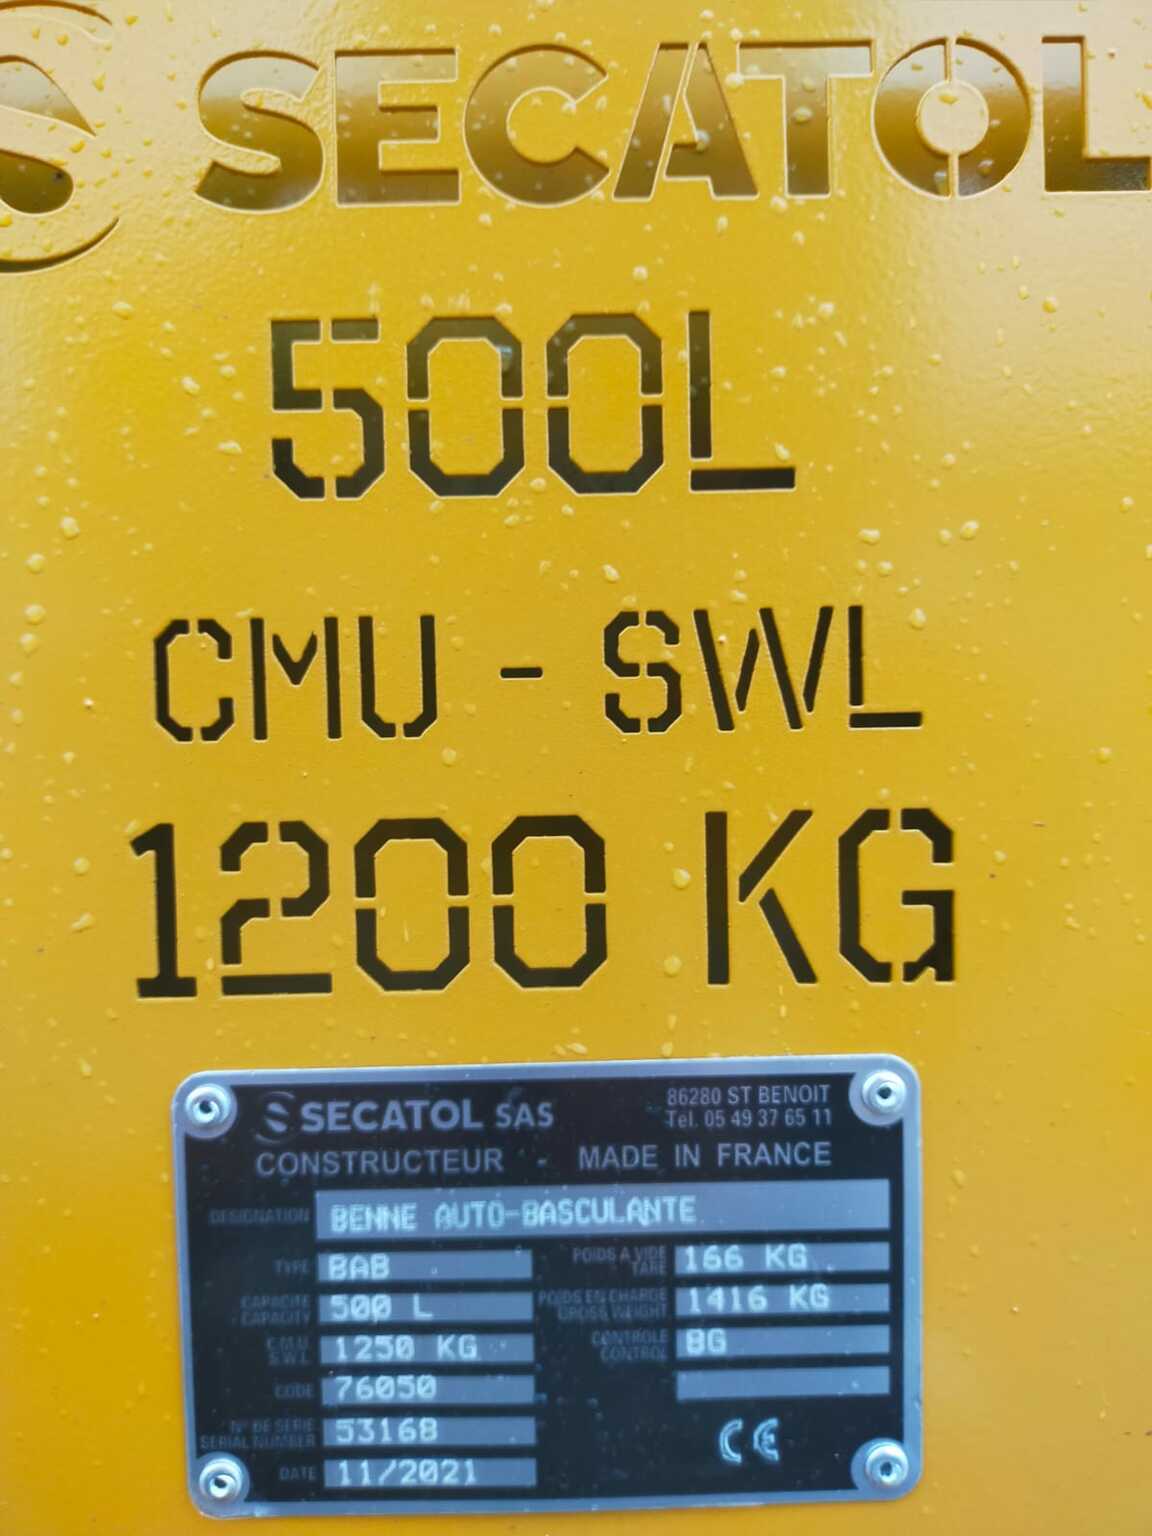 SECATOL
500L
CMU - SWL
1200 KG
SECATOL SAS
86280 ST BENOIT
Tél. 05 49 37 65 11
CONSTRUCTEUR - MADE IN FRANCE
DESIGNATION BENNE AUTO-BASCULANTE
TYPE BAB
POIDS A VIDE
TARE
166 KG
CAPACITE
CAPACITY
500 L
POIDS EN CHARGE
GROSS WEIGHT
1416 KG
C.M.U.
S.W.L.
1250 KG
CONTROLE
CONTROL
BG
CODE 76050
N° DE SERIE
SERIAL NUMBER
53168
DATE 11/2021
CE